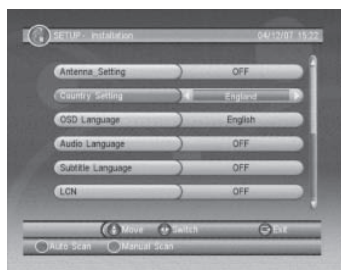 SETUP - Installation 04/12/07 15:22
Antenna_Setting OFF
Country Setting England
OSD Language English
Audio Language OFF
Subtitle Language OFF
LCN OFF
Move Switch Exit
Auto Scan Manual Scan